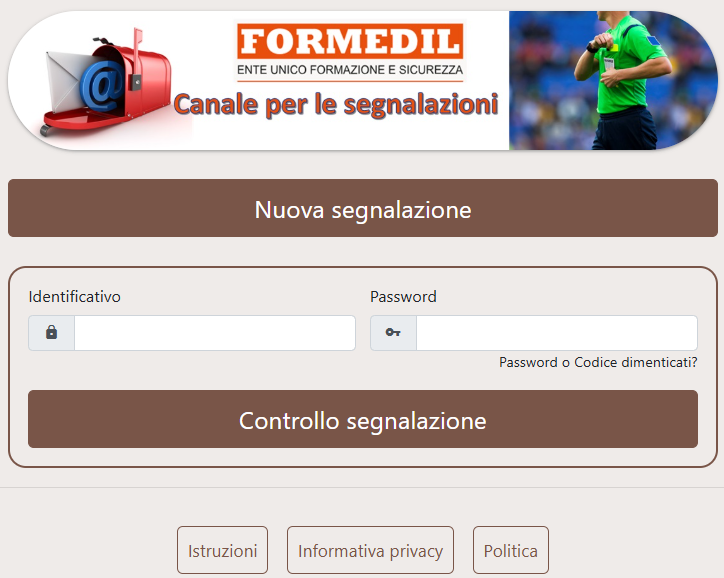 FORMEDIL
ENTE UNICO FORMAZIONE E SICUREZZA
@
Canale per le segnalazioni
Nuova segnalazione
Identificativo
Password
Password o Codice dimenticati?
Controllo segnalazione
Istruzioni
Informativa privacy
Politica